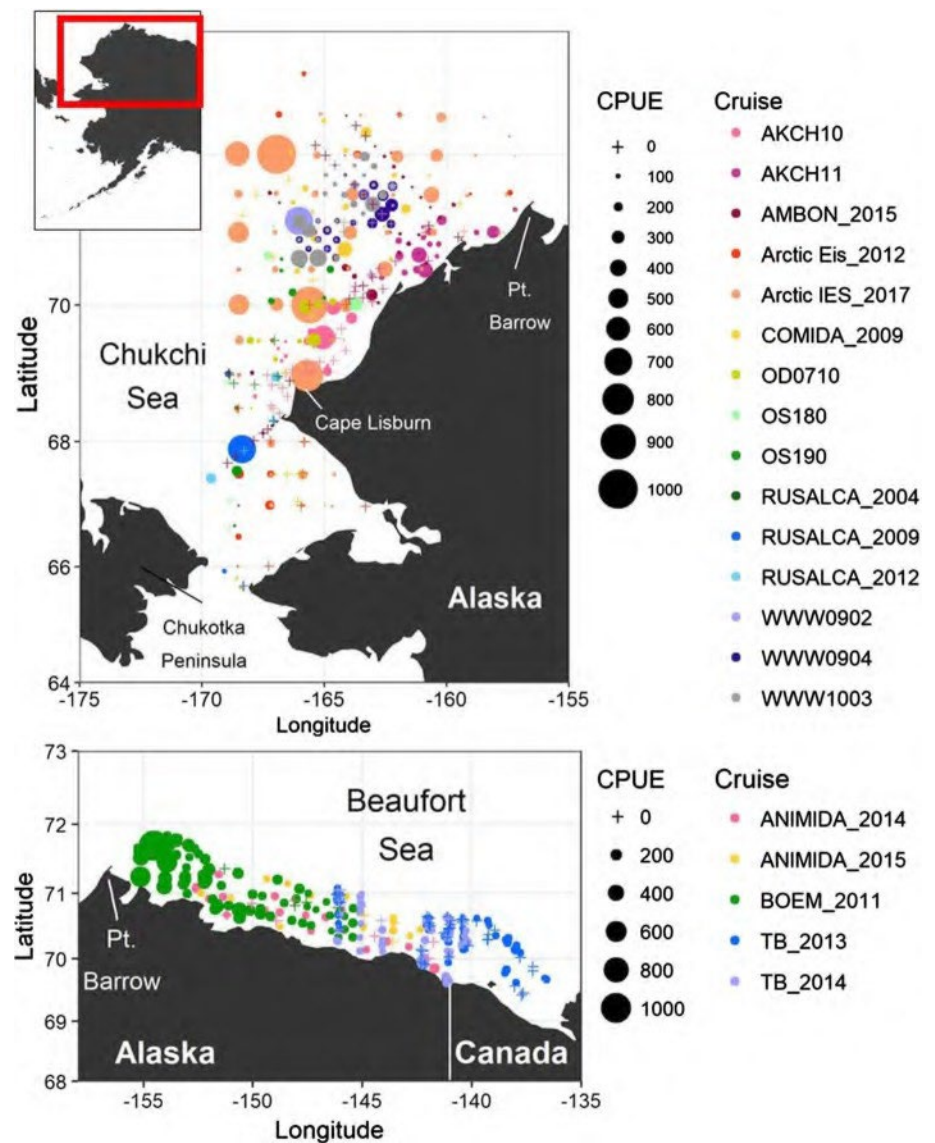 CPUE
0
100
200
300
400
500
600
700
800
900
1000
Cruise
AKCH10
AKCH11
AMBON_2015
Arctic Eis_2012
Arctic IES_2017
COMIDA_2009
OD0710
OS180
OS190
RUSALCA_2004
RUSALCA_2009
RUSALCA_2012
WWW0902
WWW0904
WWW1003
Latitude
70
68
66
64
Chukchi
Sea
Pt.
Barrow
Cape Lisburn
Alaska
Chukotka
Peninsula
-175
-170
-165
-160
-155
Longitude
Latitude
73
72
71
70
69
68
Beaufort
Sea
Pt.
Barrow
Alaska
Canada
-155
-150
-145
-140
-135
Longitude
CPUE
0
200
400
600
800
1000
Cruise
ANIMIDA_2014
ANIMIDA_2015
BOEM_2011
TB_2013
TB_2014